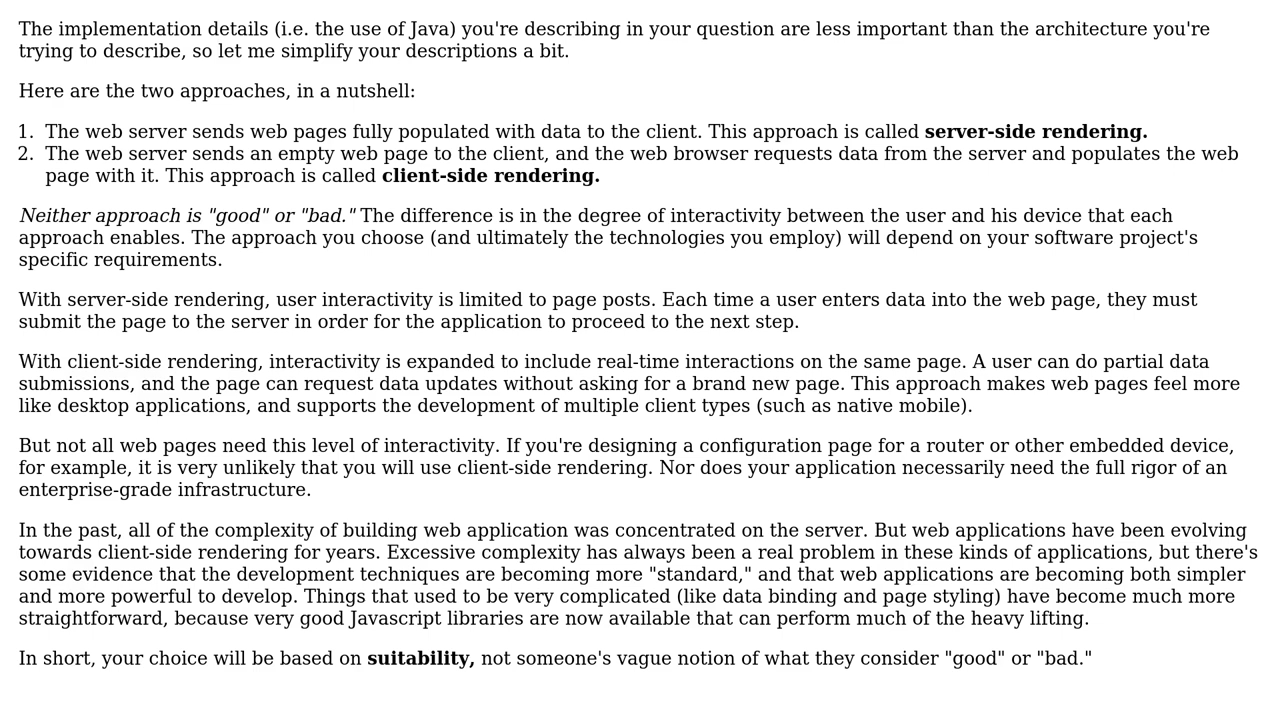 The implementation details (i.e. the use of Java) you're describing in your question are less important than the architecture you're
trying to describe, so let me simplify your descriptions a bit.
Here are the two approaches, in a nutshell:
1. The web server sends web pages fully populated with data to the client. This approach is called server-side rendering.
2. The web server sends an empty web page to the client, and the web browser requests data from the server and populates the web
page with it. This approach is called client-side rendering.
Neither approach is "good" or "bad." The difference is in the degree of interactivity between the user and his device that each
approach enables. The approach you choose (and ultimately the technologies you employ) will depend on your software project's
specific requirements.
With server-side rendering, user interactivity is limited to page posts. Each time a user enters data into the web page, they must
submit the page to the server in order for the application to proceed to the next step.
With client-side rendering, interactivity is expanded to include real-time interactions on the same page. A user can do partial data
submissions, and the page can request data updates without asking for a brand new page. This approach makes web pages feel more
like desktop applications, and supports the development of multiple client types (such as native mobile).
But not all web pages need this level of interactivity. If you're designing a configuration page for a router or other embedded device,
for example, it is very unlikely that you will use client-side rendering. Nor does your application necessarily need the full rigor of an
enterprise-grade infrastructure.
In the past, all of the complexity of building web application was concentrated on the server. But web applications have been evolving
towards client-side rendering for years. Excessive complexity has always been a real problem in these kinds of applications, but there's
some evidence that the development techniques are becoming more "standard," and that web applications are becoming both simpler
and more powerful to develop. Things that used to be very complicated (like data binding and page styling) have become much more
straightforward, because very good Javascript libraries are now available that can perform much of the heavy lifting.
In short, your choice will be based on suitability, not someone's vague notion of what they consider "good" or "bad."